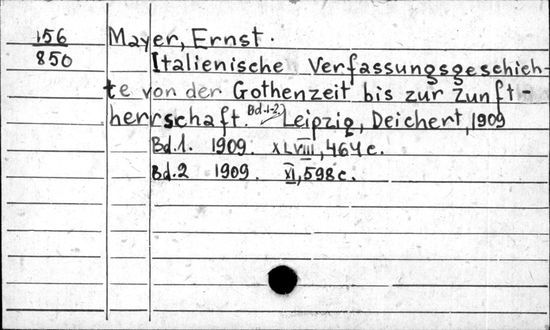 156 Mayer, Ernst.
850 Italienische Verfassungsgeschich-
te von der Gothenzeit bis zur Zunft-
herrschaft. Bd.1-2) Leipzig, Deichert, 1909
Bd.1. 1909. XLVIII, 464 c.
Bd.2 1909. XI, 598 c.